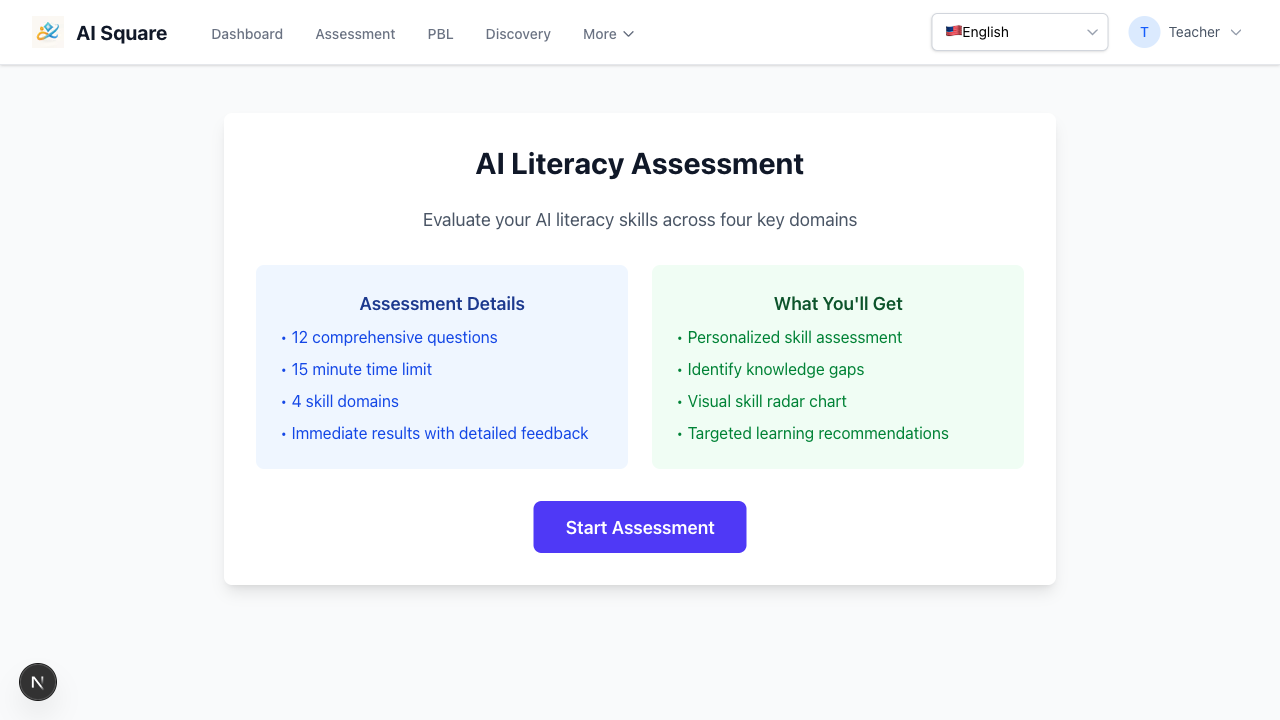 AI Square
Dashboard
Assessment
PBL
Discovery
More
English
T
Teacher
AI Literacy Assessment
Evaluate your AI literacy skills across four key domains
Assessment Details
• 12 comprehensive questions
• 15 minute time limit
• 4 skill domains
• Immediate results with detailed feedback
What You'll Get
• Personalized skill assessment
• Identify knowledge gaps
• Visual skill radar chart
• Targeted learning recommendations
Start Assessment
N